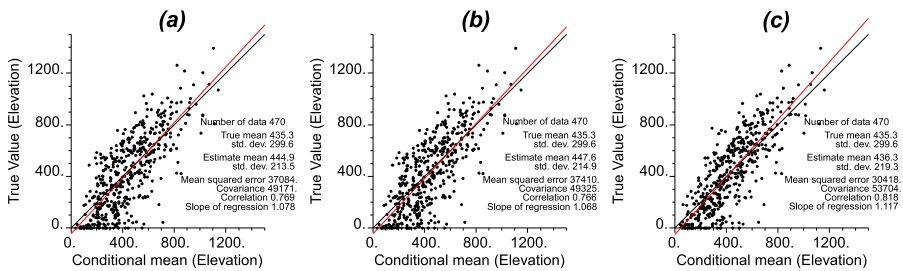 (a)
True Value (Elevation)
1200.
800.
400.
0.
Number of data 470
True mean 435.3
std. dev. 299.6
Estimate mean 444.9
std. dev. 213.5
Mean squared error 37084.
Covariance 49171.
Correlation 0.769
Slope of regression 1.078
0. 400. 800. 1200.
Conditional mean (Elevation)
(b)
True Value (Elevation)
1200.
800.
400.
0.
Number of data 470
True mean 435.3
std. dev. 299.6
Estimate mean 447.6
std. dev. 214.9
Mean squared error 37410.
Covariance 49325.
Correlation 0.766
Slope of regression 1.068
0. 400. 800. 1200.
Conditional mean (Elevation)
(c)
True Value (Elevation)
1200.
800.
400.
0.
Number of data 470
True mean 435.3
std. dev. 299.6
Estimate mean 436.3
std. dev. 219.3
Mean squared error 30418.
Covariance 53704.
Correlation 0.818
Slope of regression 1.117
0. 400. 800. 1200.
Conditional mean (Elevation)